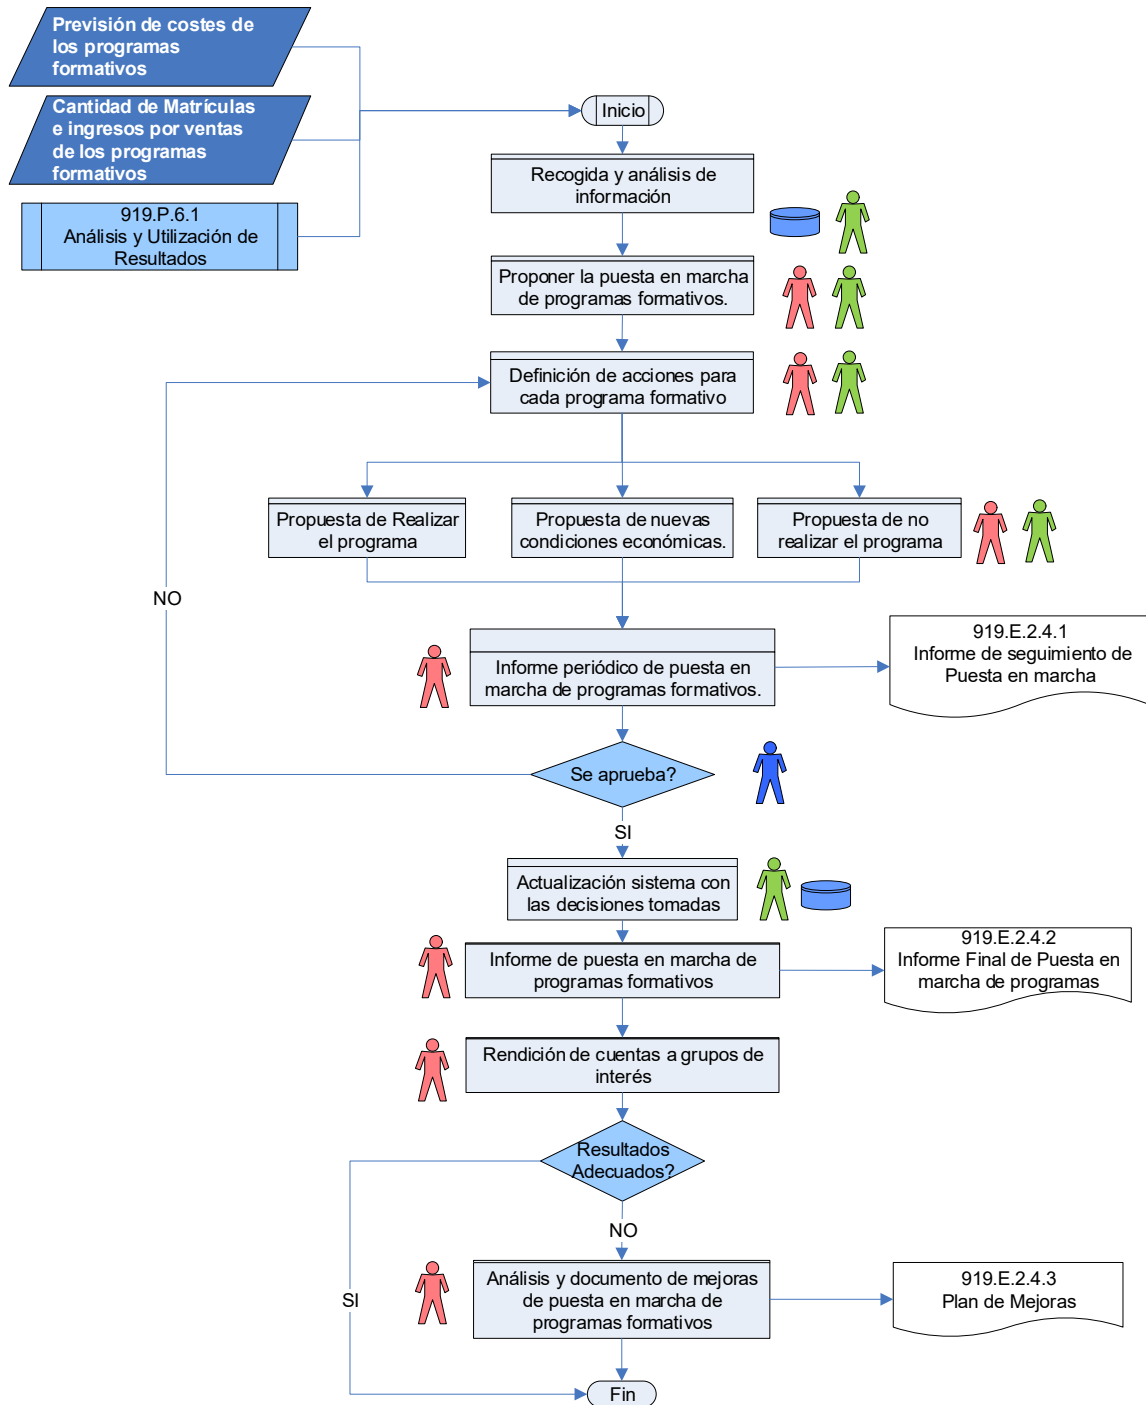 Previsión de costes de
los programas
formativos
Cantidad de Matrículas
e ingresos por ventas
de los programas
formativos
919.P.6.1
Análisis y Utilización de
Resultados
Inicio
Recogida y análisis de
información
Proponer la puesta en marcha
de programas formativos.
Definición de acciones para
cada programa formativo
Propuesta de Realizar
el programa
Propuesta de nuevas
condiciones económicas.
Propuesta de no
realizar el programa
NO
Informe periódico de puesta en
marcha de programas formativos.
919.E.2.4.1
Informe de seguimiento de
Puesta en marcha
Se aprueba?
SI
Actualización sistema con
las decisiones tomadas
Informe de puesta en marcha de
programas formativos
919.E.2.4.2
Informe Final de Puesta en
marcha de programas
Rendición de cuentas a grupos de
interés
Resultados
Adecuados?
NO
SI
Análisis y documento de mejoras
de puesta en marcha de
programas formativos
919.E.2.4.3
Plan de Mejoras
Fin